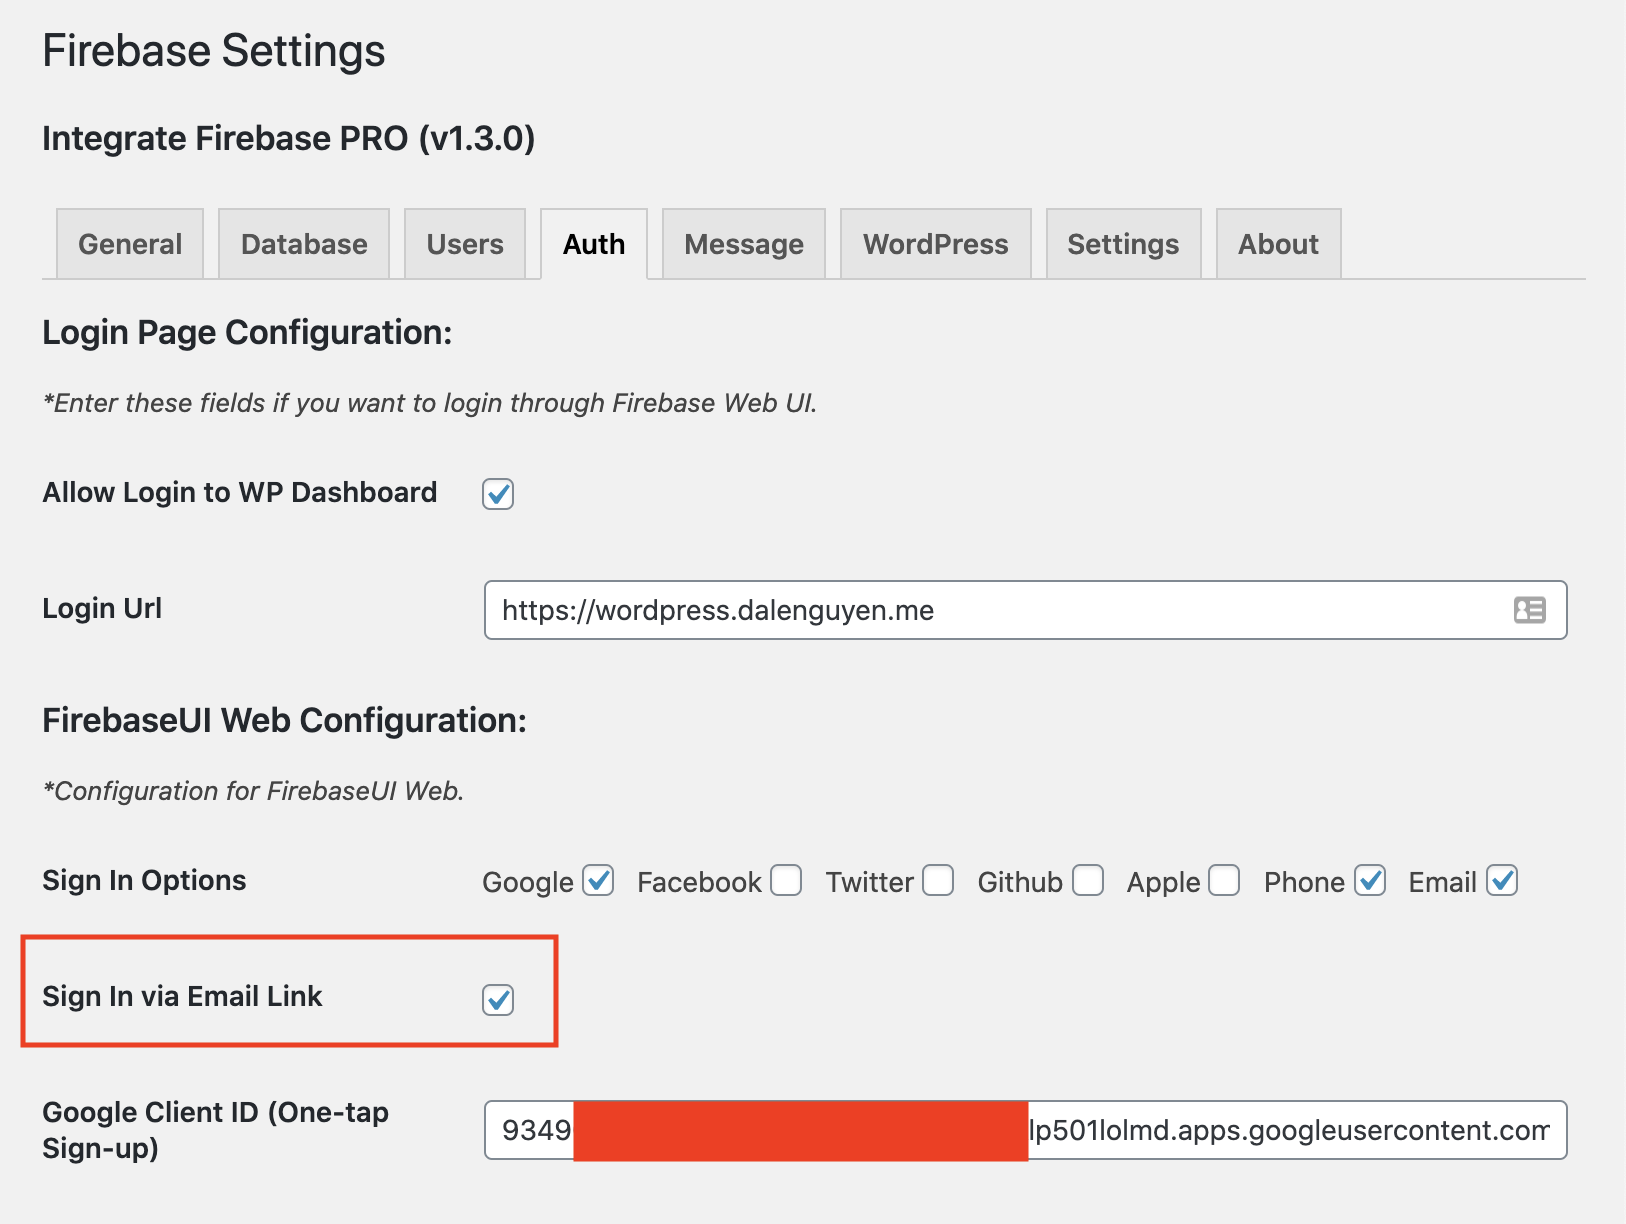 Firebase Settings
Integrate Firebase PRO (v1.3.0)
General Database Users Auth Message WordPress Settings About
Login Page Configuration:
*Enter these fields if you want to login through Firebase Web UI.
Allow Login to WP Dashboard
Login Url https://wordpress.dalenguyen.me
FirebaseUI Web Configuration:
*Configuration for FirebaseUI Web.
Sign In Options Google Facebook Twitter Github Apple Phone Email
Sign In via Email Link
Google Client ID (One-tap
Sign-up)
9349 lp501lolmd.apps.googleusercontent.com